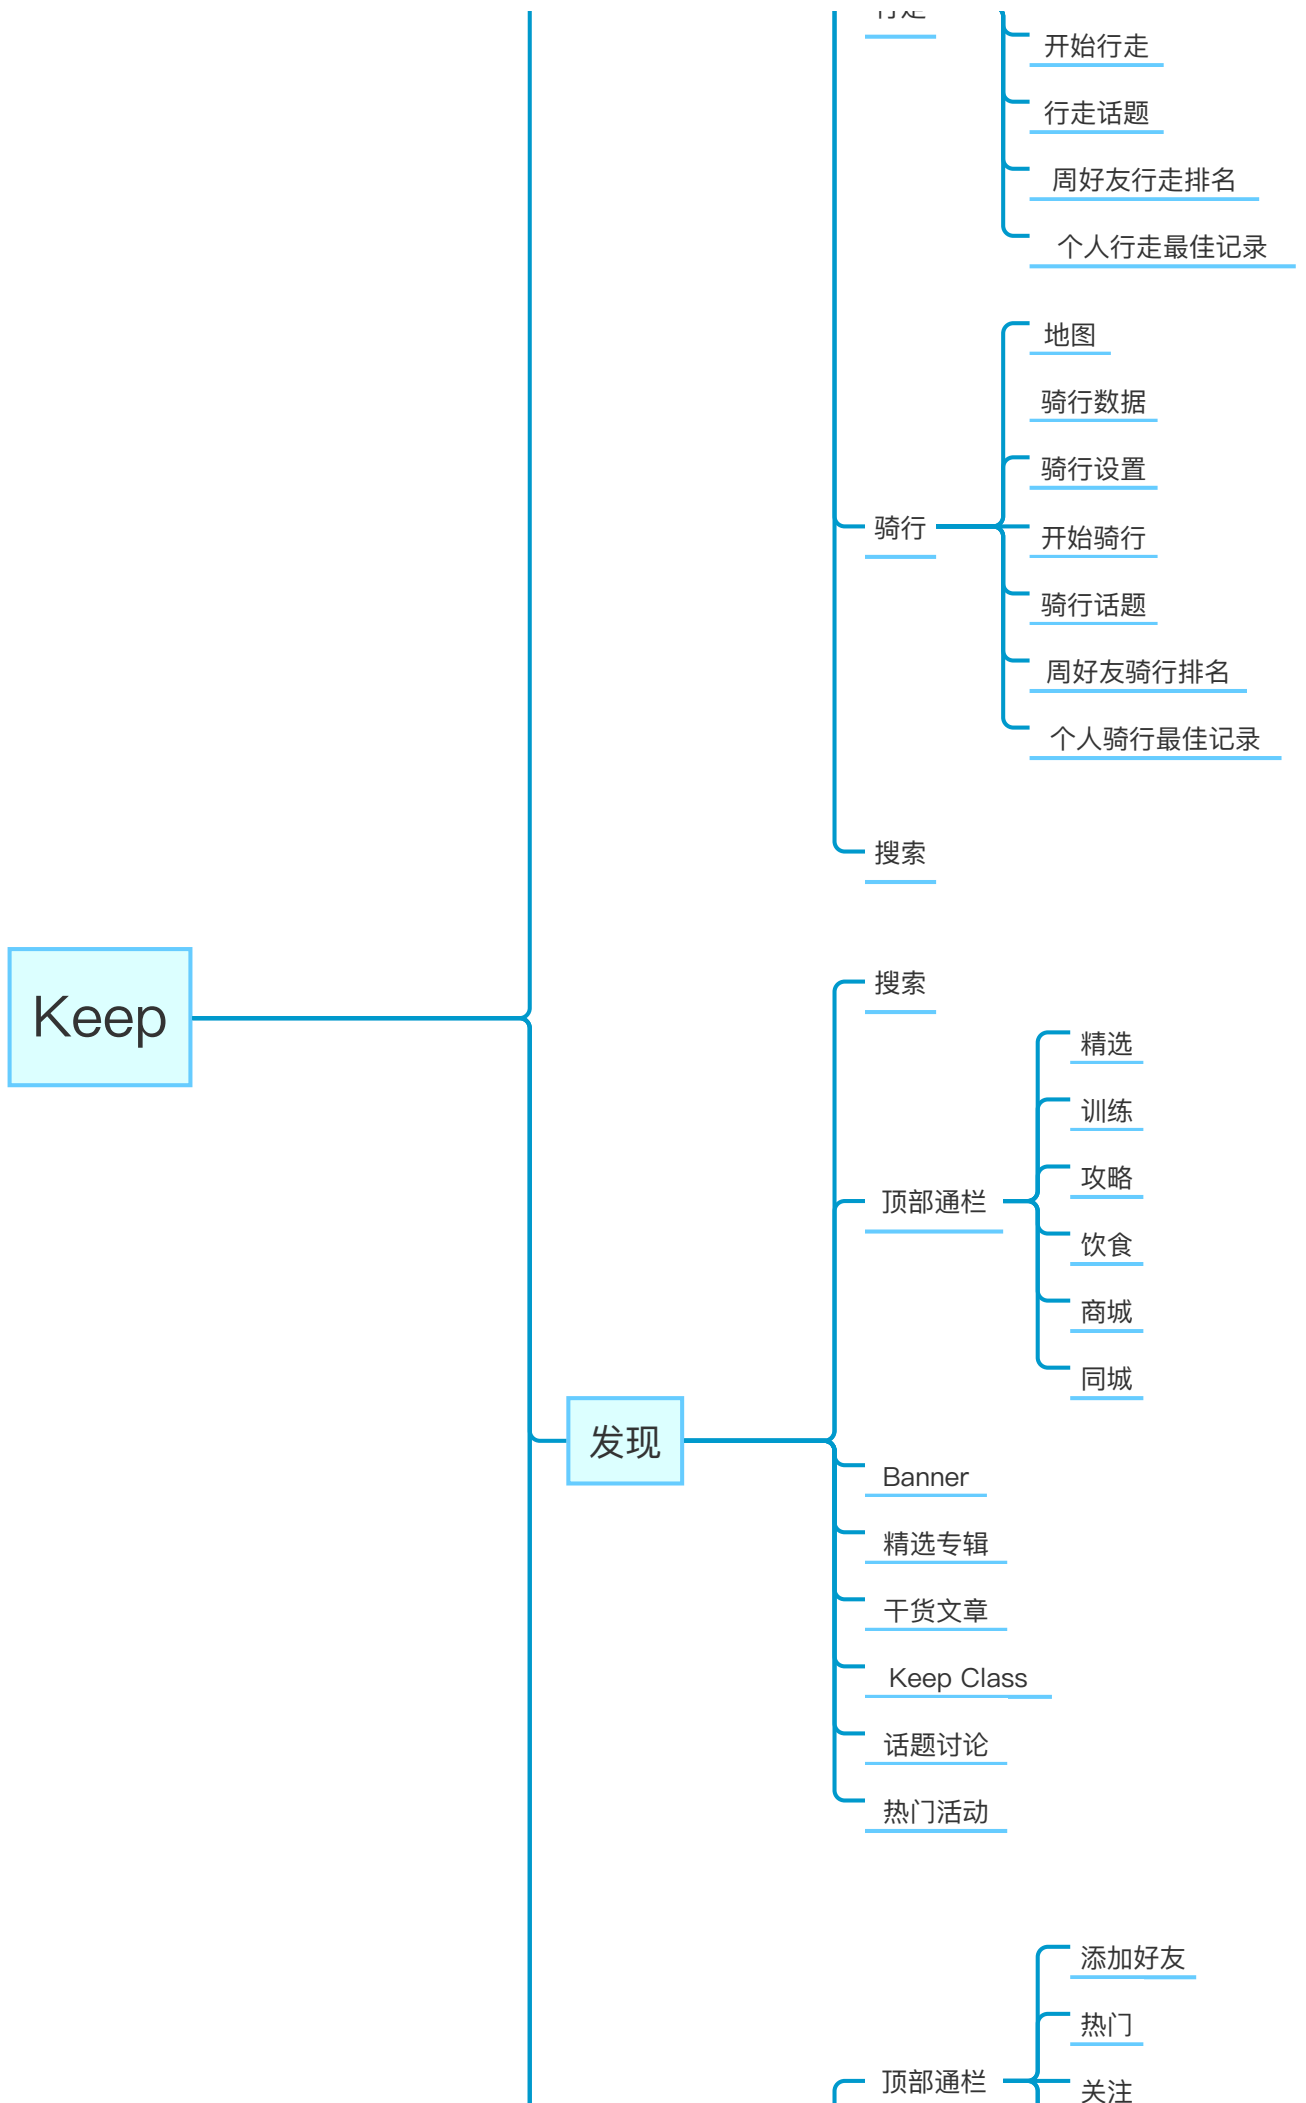 行走
开始行走
行走话题
周好友行走排名
个人行走最佳记录
地图
骑行数据
骑行设置
骑行
开始骑行
骑行话题
周好友骑行排名
个人骑行最佳记录
搜索
Keep
搜索
精选
训练
攻略
顶部通栏
饮食
商城
同城
发现
Banner
精选专辑
干货文章
Keep Class
话题讨论
热门活动
添加好友
热门
顶部通栏
关注